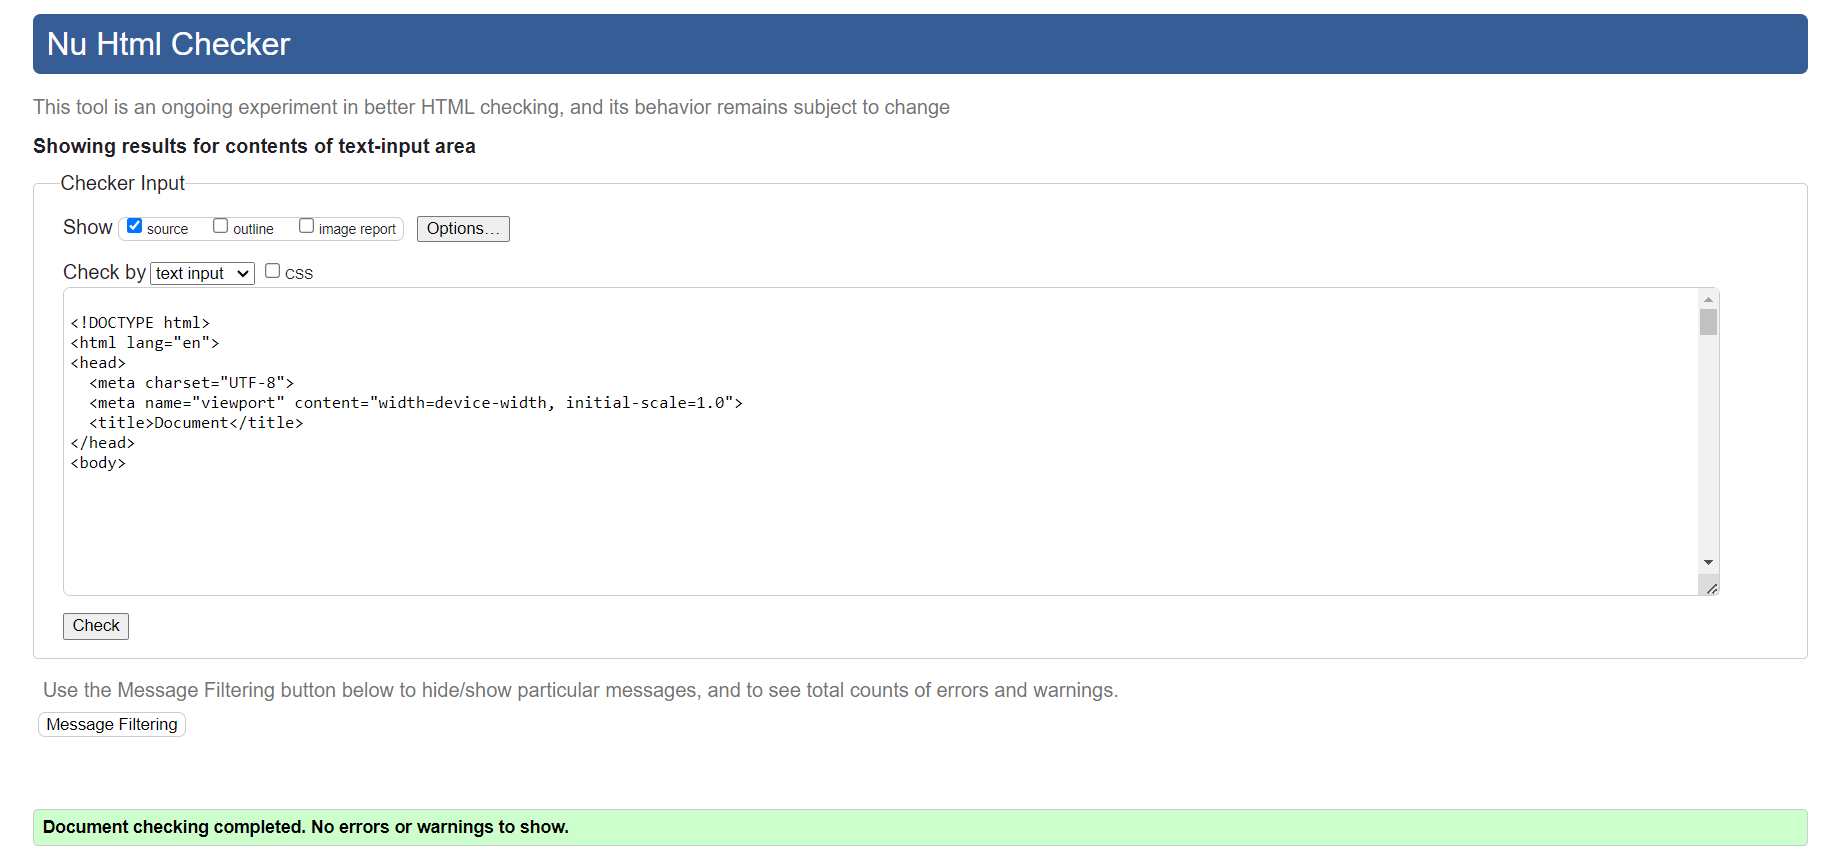 Nu Html Checker
This tool is an ongoing experiment in better HTML checking, and its behavior remains subject to change
Showing results for contents of text-input area
Checker Input
Show source outline image report Options...
Check by text input CSS
<!DOCTYPE html>
<html lang="en">
<head>
  <meta charset="UTF-8">
  <meta name="viewport" content="width=device-width, initial-scale=1.0">
  <title>Document</title>
</head>
<body>
Check
Use the Message Filtering button below to hide/show particular messages, and to see total counts of errors and warnings.
Message Filtering
Document checking completed. No errors or warnings to show.